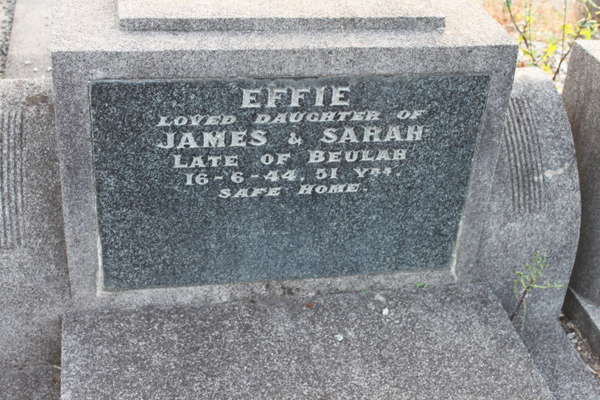 EFFIE
LOVED DAUGHTER OF
JAMES & SARAH
LATE OF BEULAH
16-6-44, 51 YRS.
SAFE HOME.